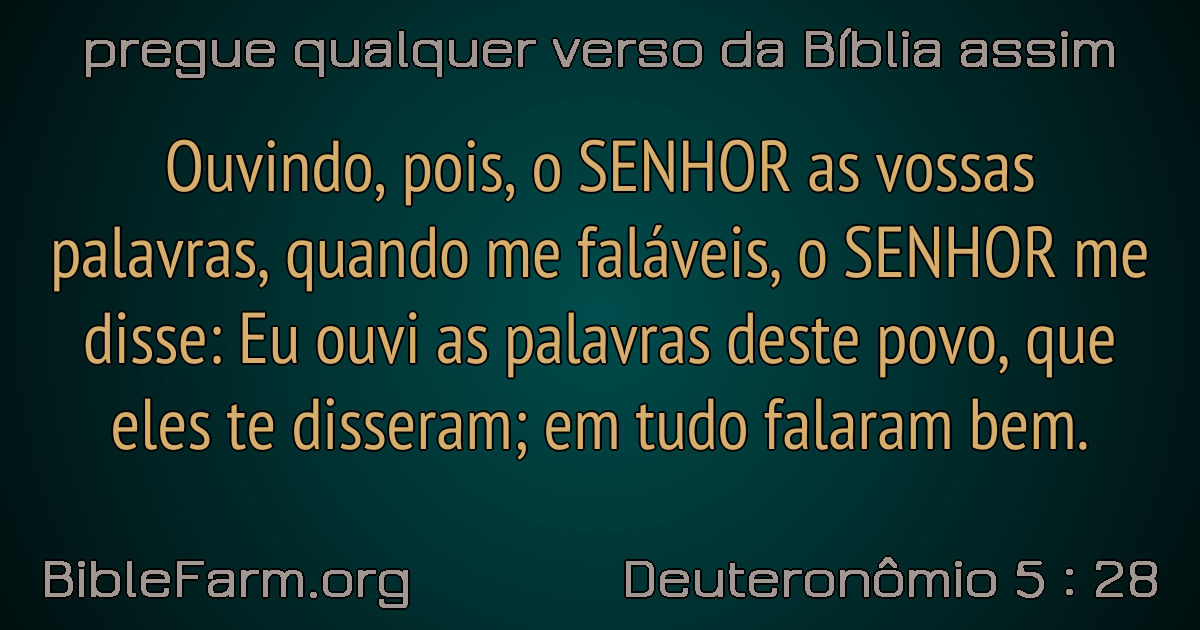 pregue qualquer verso da Bíblia assim
Ouvindo, pois, o SENHOR as vossas
palavras, quando me faláveis, o SENHOR me
disse: Eu ouvi as palavras deste povo, que
eles te disseram; em tudo falaram bem.
BibleFarm.org
Deuteronômio 5 : 28